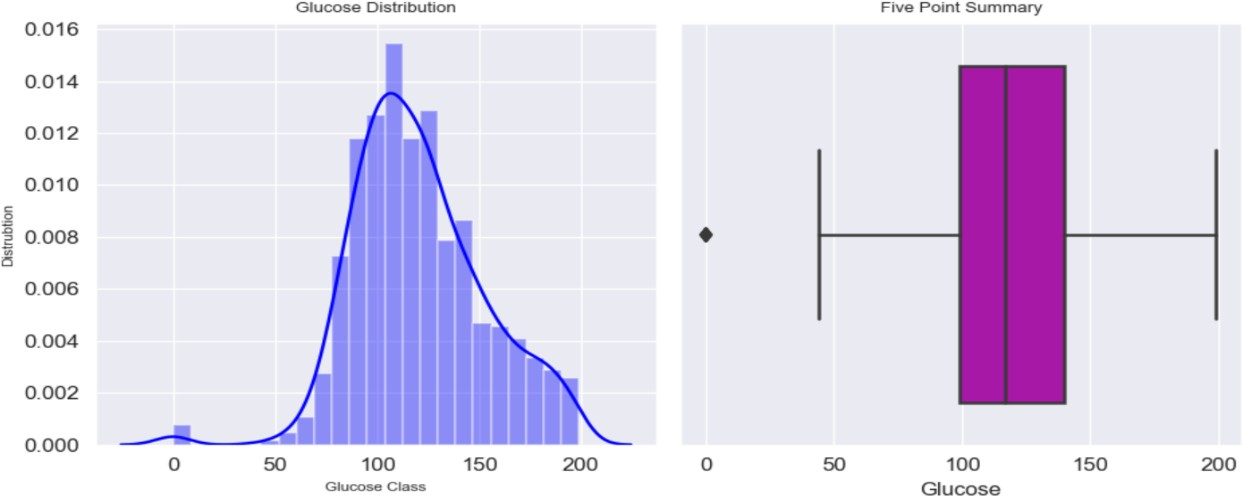 Glucose Distribution
0.016
0.014
0.012
0.010
0.008
0.006
0.004
0.002
0.000
Distrubtion
0 50 100 150 200
Glucose Class
Five Point Summary
0 50 100 150 200
Glucose